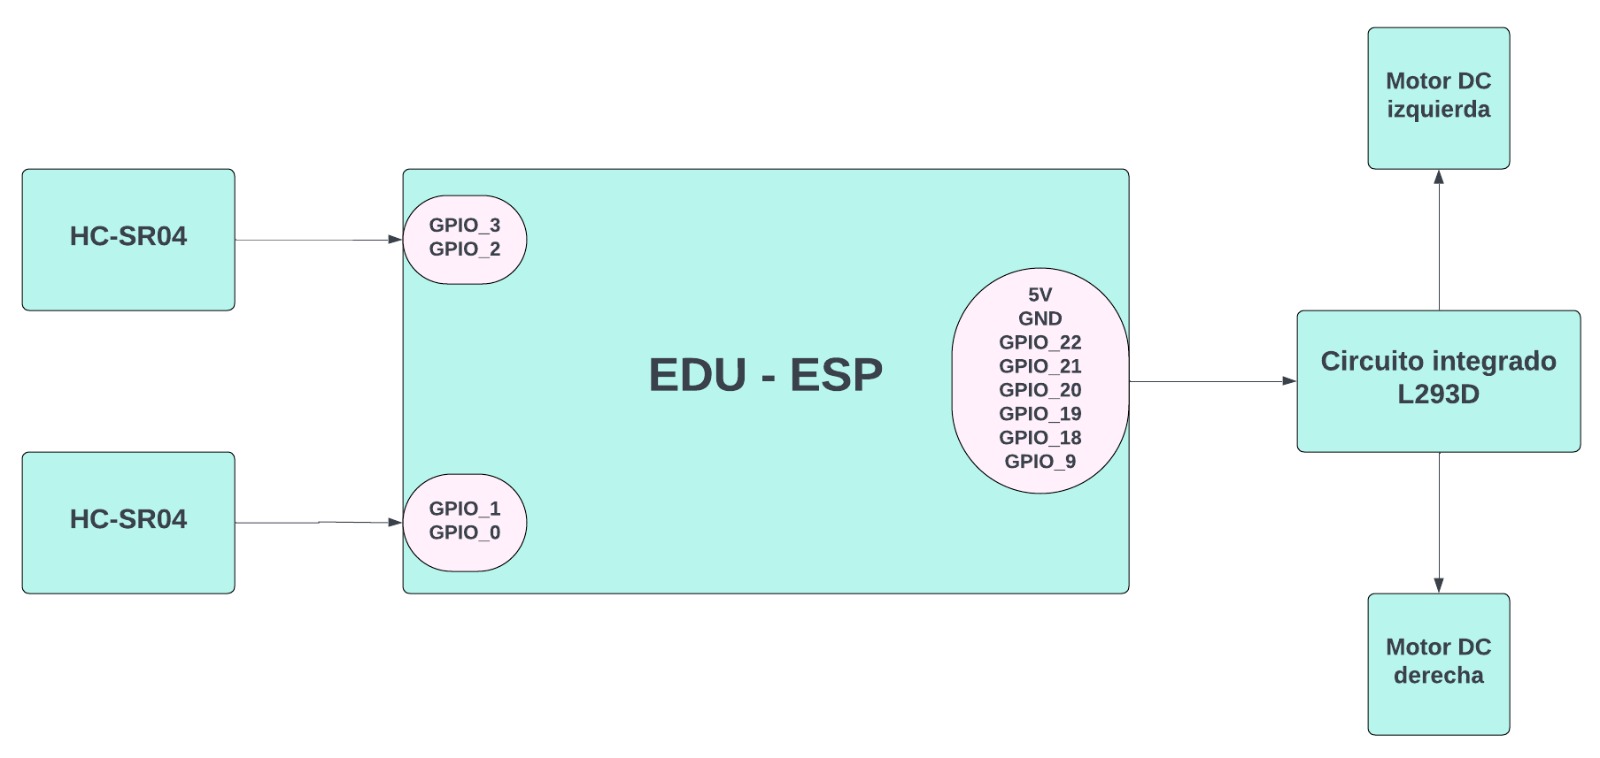 Motor DC
izquierda
HC-SR04
GPIO_3
GPIO_2
5V
GND
GPIO_22
GPIO_21
GPIO_20
GPIO_19
GPIO_18
GPIO_9
EDU - ESP
Circuito integrado
L293D
HC-SR04
GPIO_1
GPIO_0
Motor DC
derecha